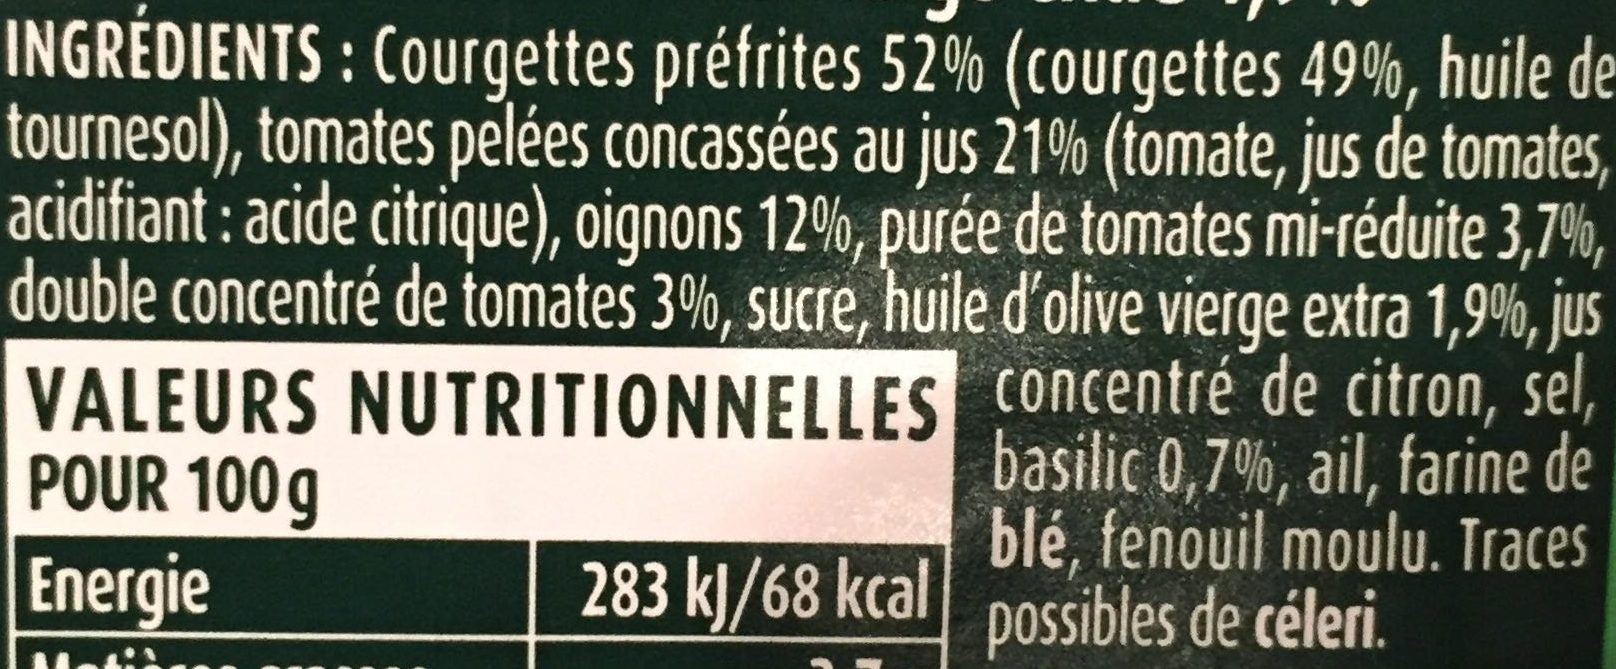 INGRÉDIENTS : Courgettes préfrites 52% (courgettes 49%, huile de
tournesol), tomates pelées concassées au jus 21% (tomate, jus de tomates,
acidifiant : acide citrique), oignons 12%, purée de tomates mi-réduite 3,7%,
double concentré de tomates 3%, sucre, huile d'olive vierge extra 1,9%, jus
concentré de citron, sel,
basilic 0,7%, ail, farine de
blé, fenouil moulu. Traces
possibles de céleri.
VALEURS NUTRITIONNELLES
POUR 100g
Energie 283 kJ/68 kcal